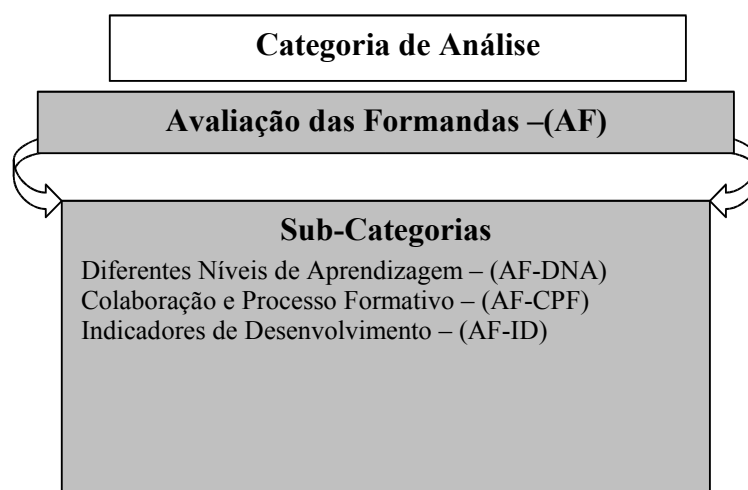 Categoria de Análise
Avaliação das Formandas –(AF)
Sub-Categorias
Diferentes Níveis de Aprendizagem – (AF-DNA)
Colaboração e Processo Formativo – (AF-CPF)
Indicadores de Desenvolvimento – (AF-ID)